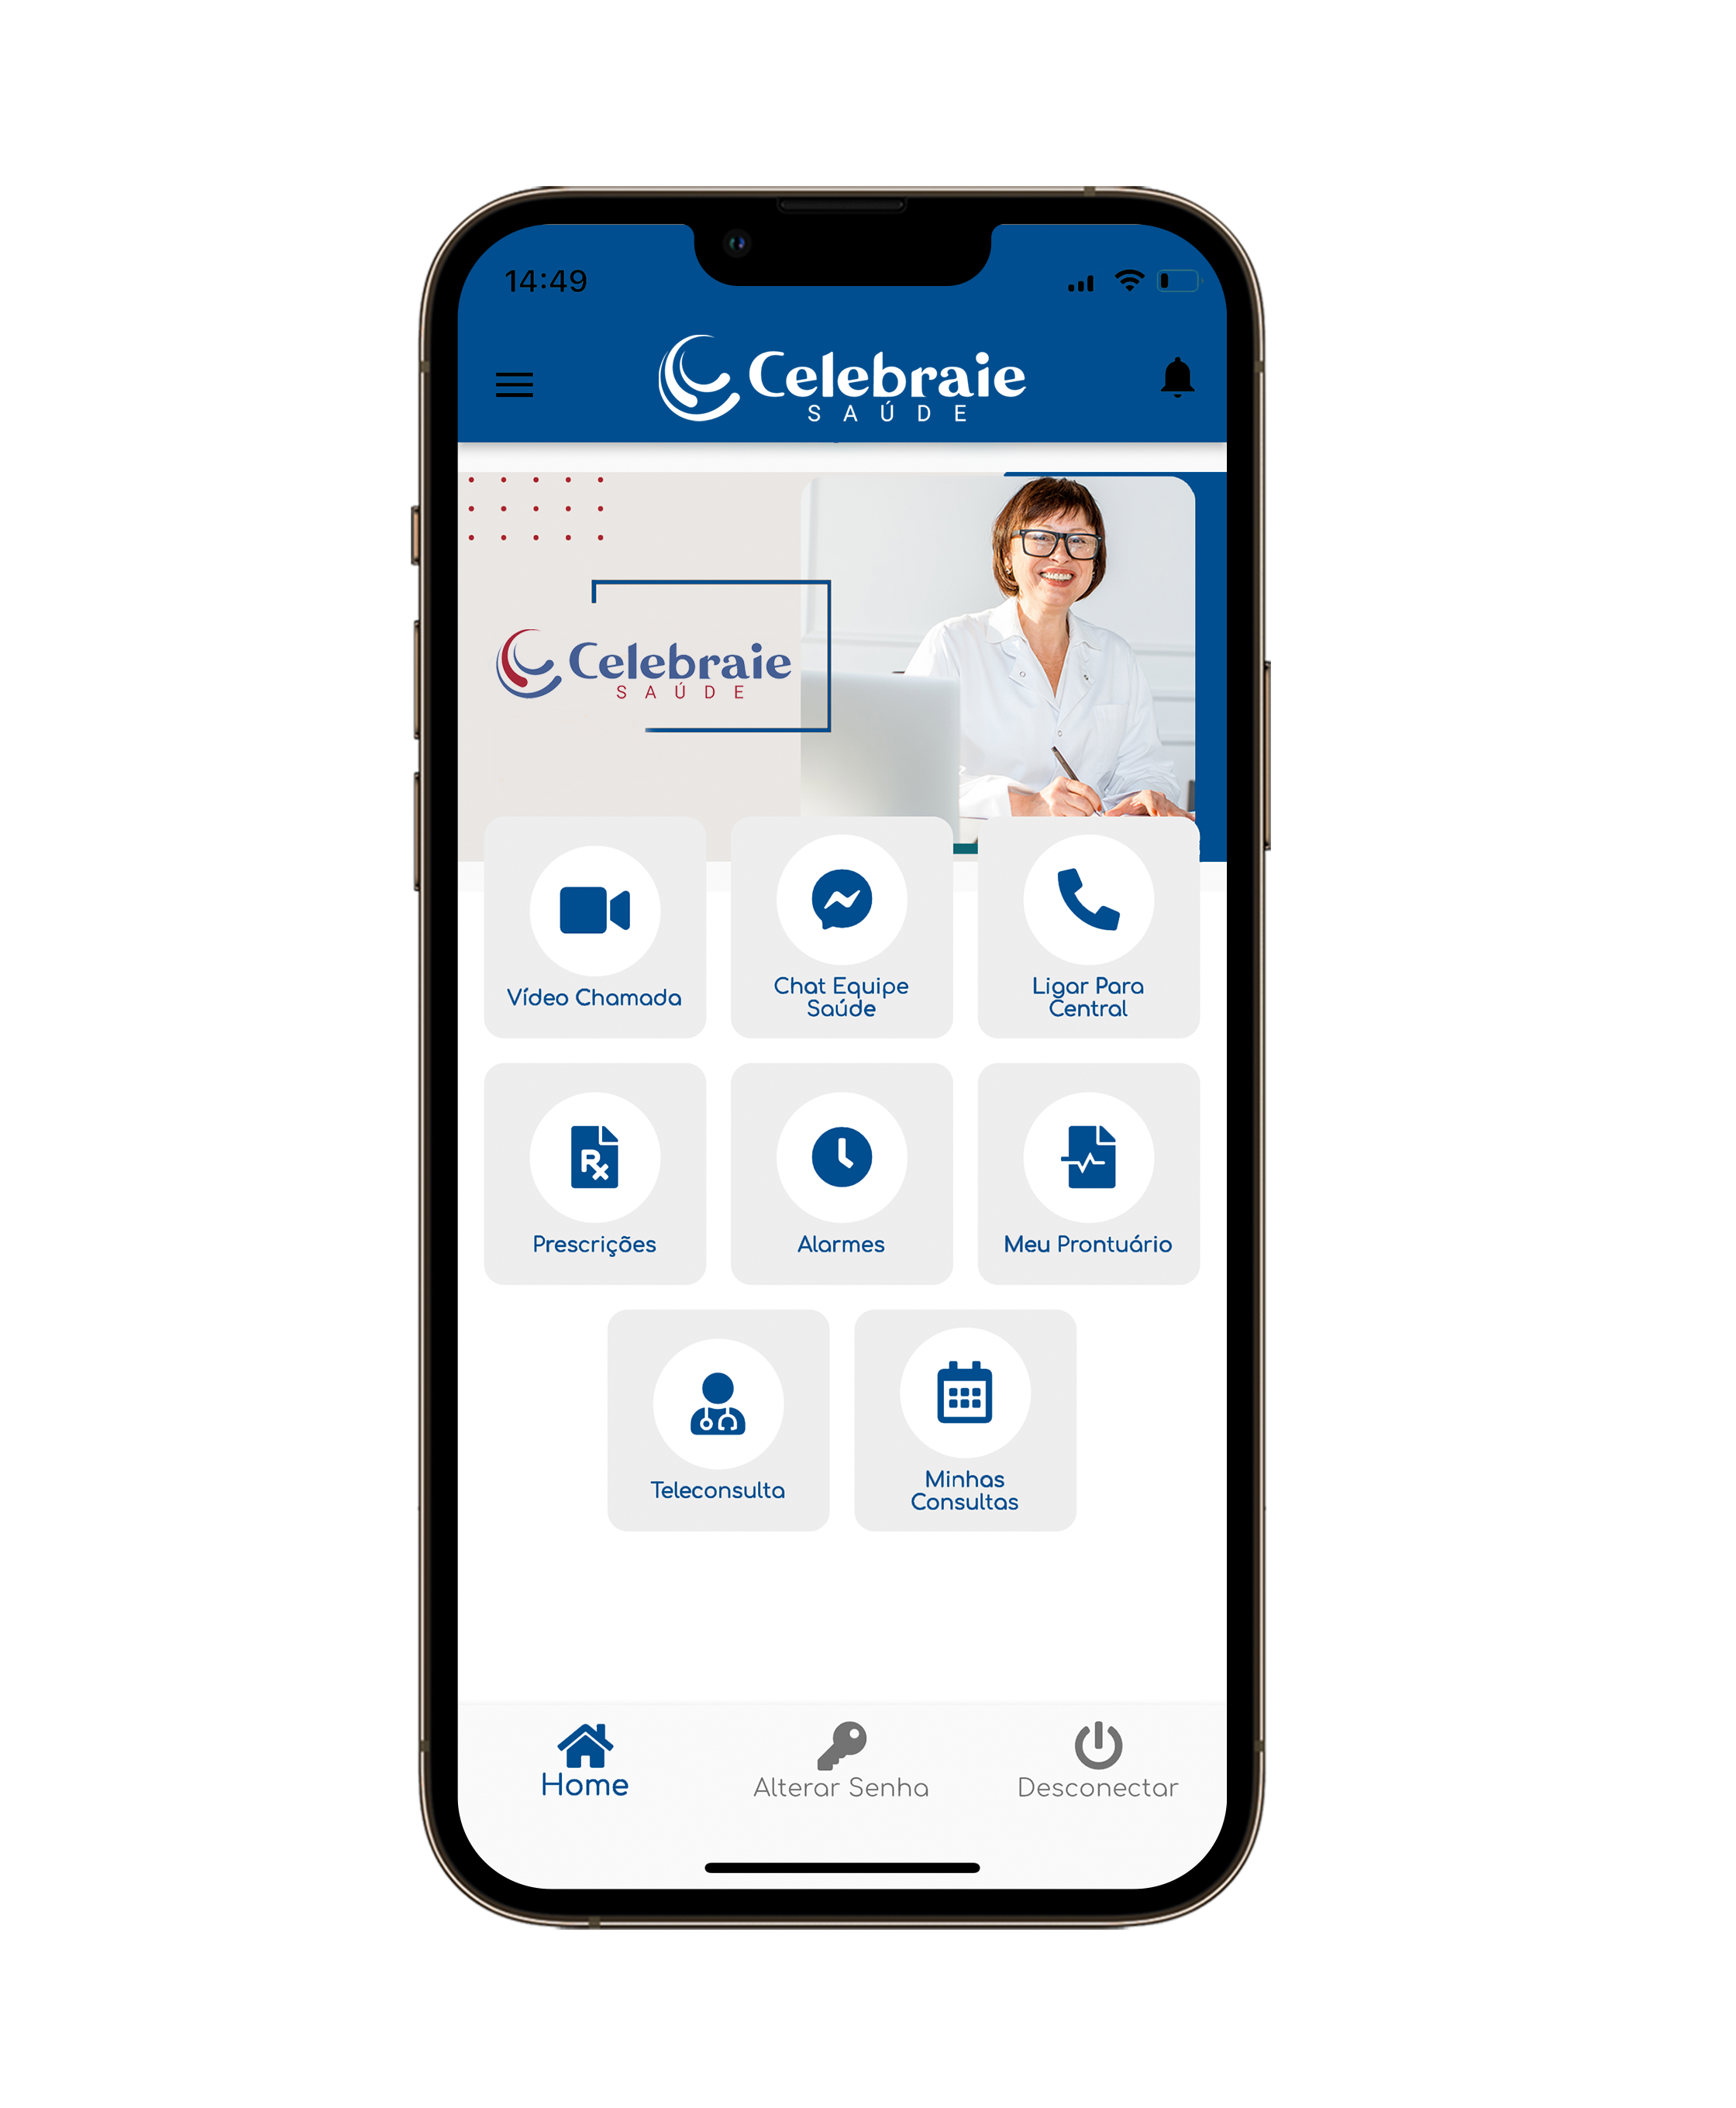 14:49
Celebraie
SAÚDE
Celebraie
SAÚDE
Vídeo Chamada
Chat Equipe
Saúde
Ligar Para
Central
Rx
Prescrições
Alarmes
Meu Prontuário
Teleconsulta
Minhas
Consultas
Home
Alterar Senha
Desconectar